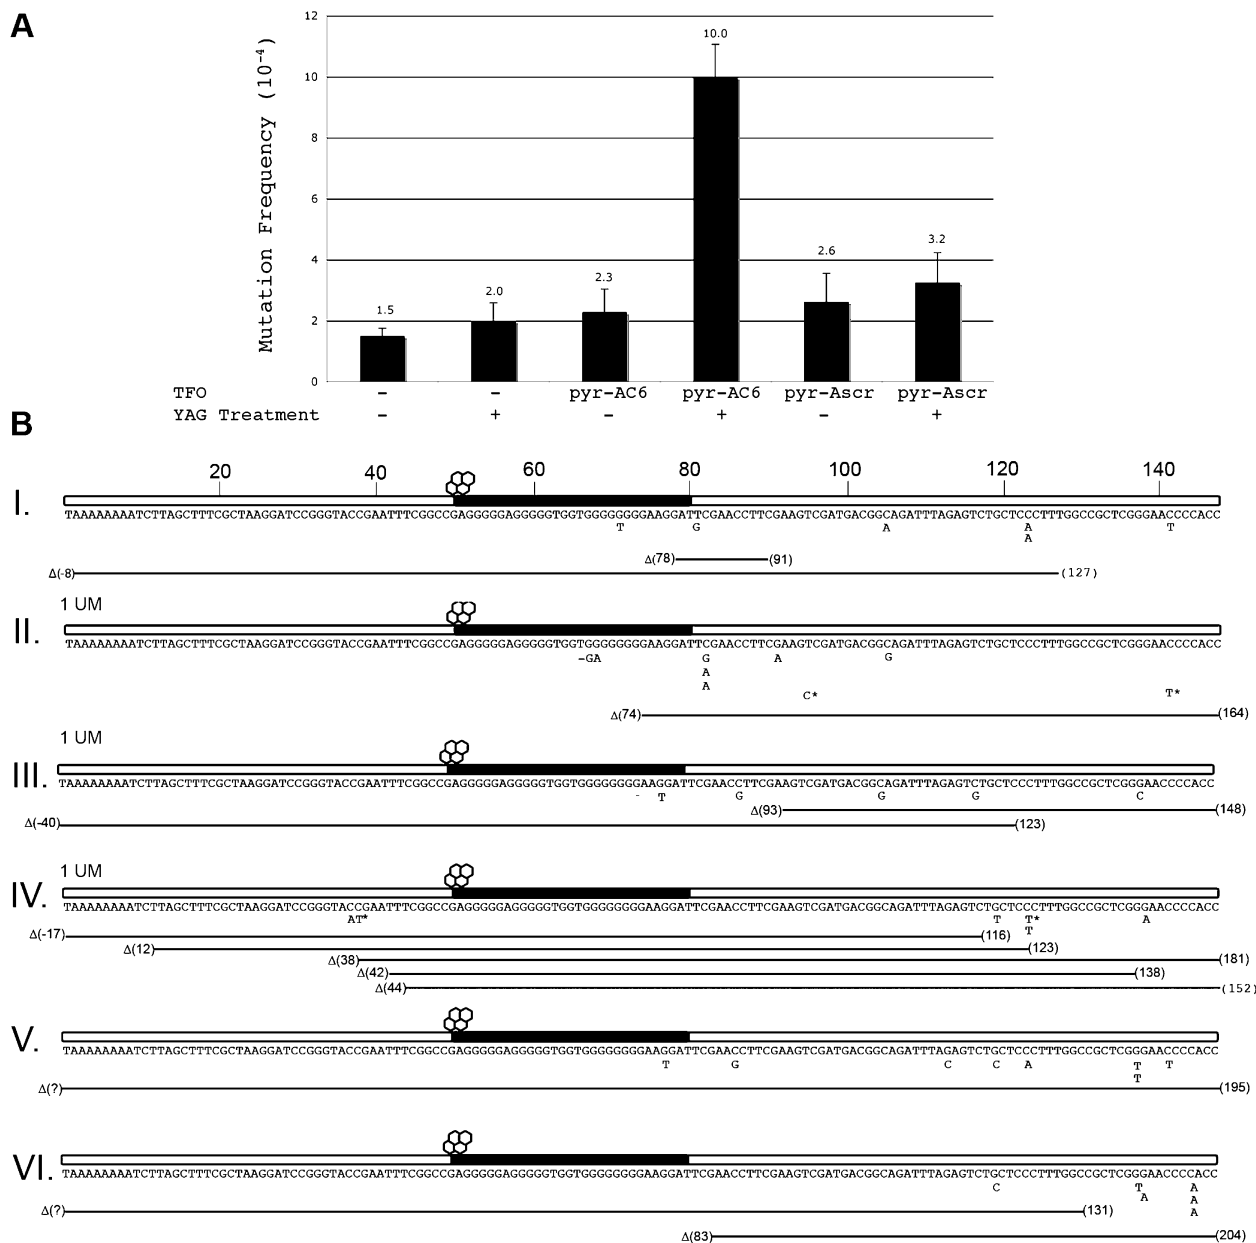 A
Mutation Frequency (10⁻⁴)
12
10
8
6
4
2
0
1.5
2.0
2.3
10.0
2.6
3.2
TFO - - pyr-AC6 pyr-AC6 pyr-Ascr pyr-Ascr
YAG Treatment - + - + - +
B
20 40 60 80 100 120 140
I.
TAAAAAAAATCTTAGCTTTCGCTAAGGATCCGGGTACCGAATTTCGGCCGAGGGGGAGGGGGTGGTGGGGGGGGAAGGATTCGAACCTTCGAAGTCGATGACGGCAGATTTAGAGTCTGCTCCCTTTGGCCGCTCGGGAACCCCACC
T G A A T
A
Δ(78) (91)
Δ(-8) (127)
1 UM
II.
TAAAAAAAATCTTAGCTTTCGCTAAGGATCCGGGTACCGAATTTCGGCCGAGGGGGAGGGGGTGGTGGGGGGGGAAGGATTCGAACCTTCGAAGTCGATGACGGCAGATTTAGAGTCTGCTCCCTTTGGCCGCTCGGGAACCCCACC
-GA G A G
A
A
C* T*
Δ(74) (164)
1 UM
III.
TAAAAAAAATCTTAGCTTTCGCTAAGGATCCGGGTACCGAATTTCGGCCGAGGGGGAGGGGGTGGTGGGGGGGGAAGGATTCGAACCTTCGAAGTCGATGACGGCAGATTTAGAGTCTGCTCCCTTTGGCCGCTCGGGAACCCCACC
- T G G G C
Δ(93) (148)
Δ(-40) (123)
1 UM
IV.
TAAAAAAAATCTTAGCTTTCGCTAAGGATCCGGGTACCGAATTTCGGCCGAGGGGGAGGGGGTGGTGGGGGGGGAAGGATTCGAACCTTCGAAGTCGATGACGGCAGATTTAGAGTCTGCTCCCTTTGGCCGCTCGGGAACCCCACC
AT* T T* A
T
Δ(-17) (116)
Δ(12) (123)
Δ(38) (181)
Δ(42) (138)
Δ(44) (152)
V.
TAAAAAAAATCTTAGCTTTCGCTAAGGATCCGGGTACCGAATTTCGGCCGAGGGGGAGGGGGTGGTGGGGGGGGAAGGATTCGAACCTTCGAAGTCGATGACGGCAGATTTAGAGTCTGCTCCCTTTGGCCGCTCGGGAACCCCACC
T G C C A T T
T
Δ(?) (195)
VI.
TAAAAAAAATCTTAGCTTTCGCTAAGGATCCGGGTACCGAATTTCGGCCGAGGGGGAGGGGGTGGTGGGGGGGGAAGGATTCGAACCTTCGAAGTCGATGACGGCAGATTTAGAGTCTGCTCCCTTTGGCCGCTCGGGAACCCCACC
C T A
A A
A
Δ(?) (131)
Δ(83) (204)